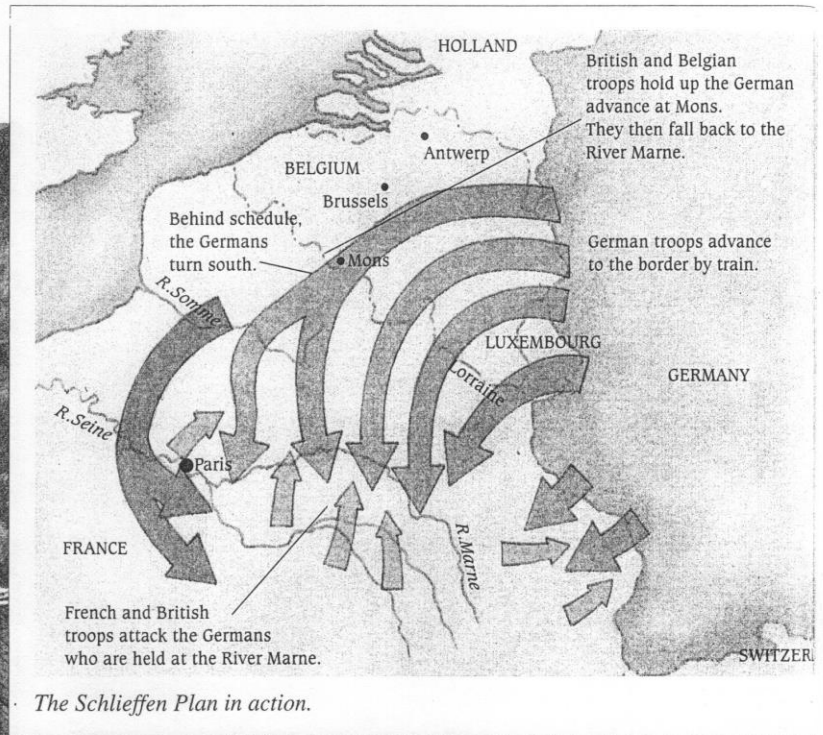 HOLLAND
British and Belgian
troops hold up the German
advance at Mons.
They then fall back to the
River Marne.
Antwerp
BELGIUM
Brussels
Behind schedule,
the Germans
turn south.
Mons
German troops advance
to the border by train.
R.Somme
LUXEMBOURG
Lorraine
GERMANY
R.Seine
Paris
R.Marne
FRANCE
French and British
troops attack the Germans
who are held at the River Marne.
SWITZER
The Schlieffen Plan in action.